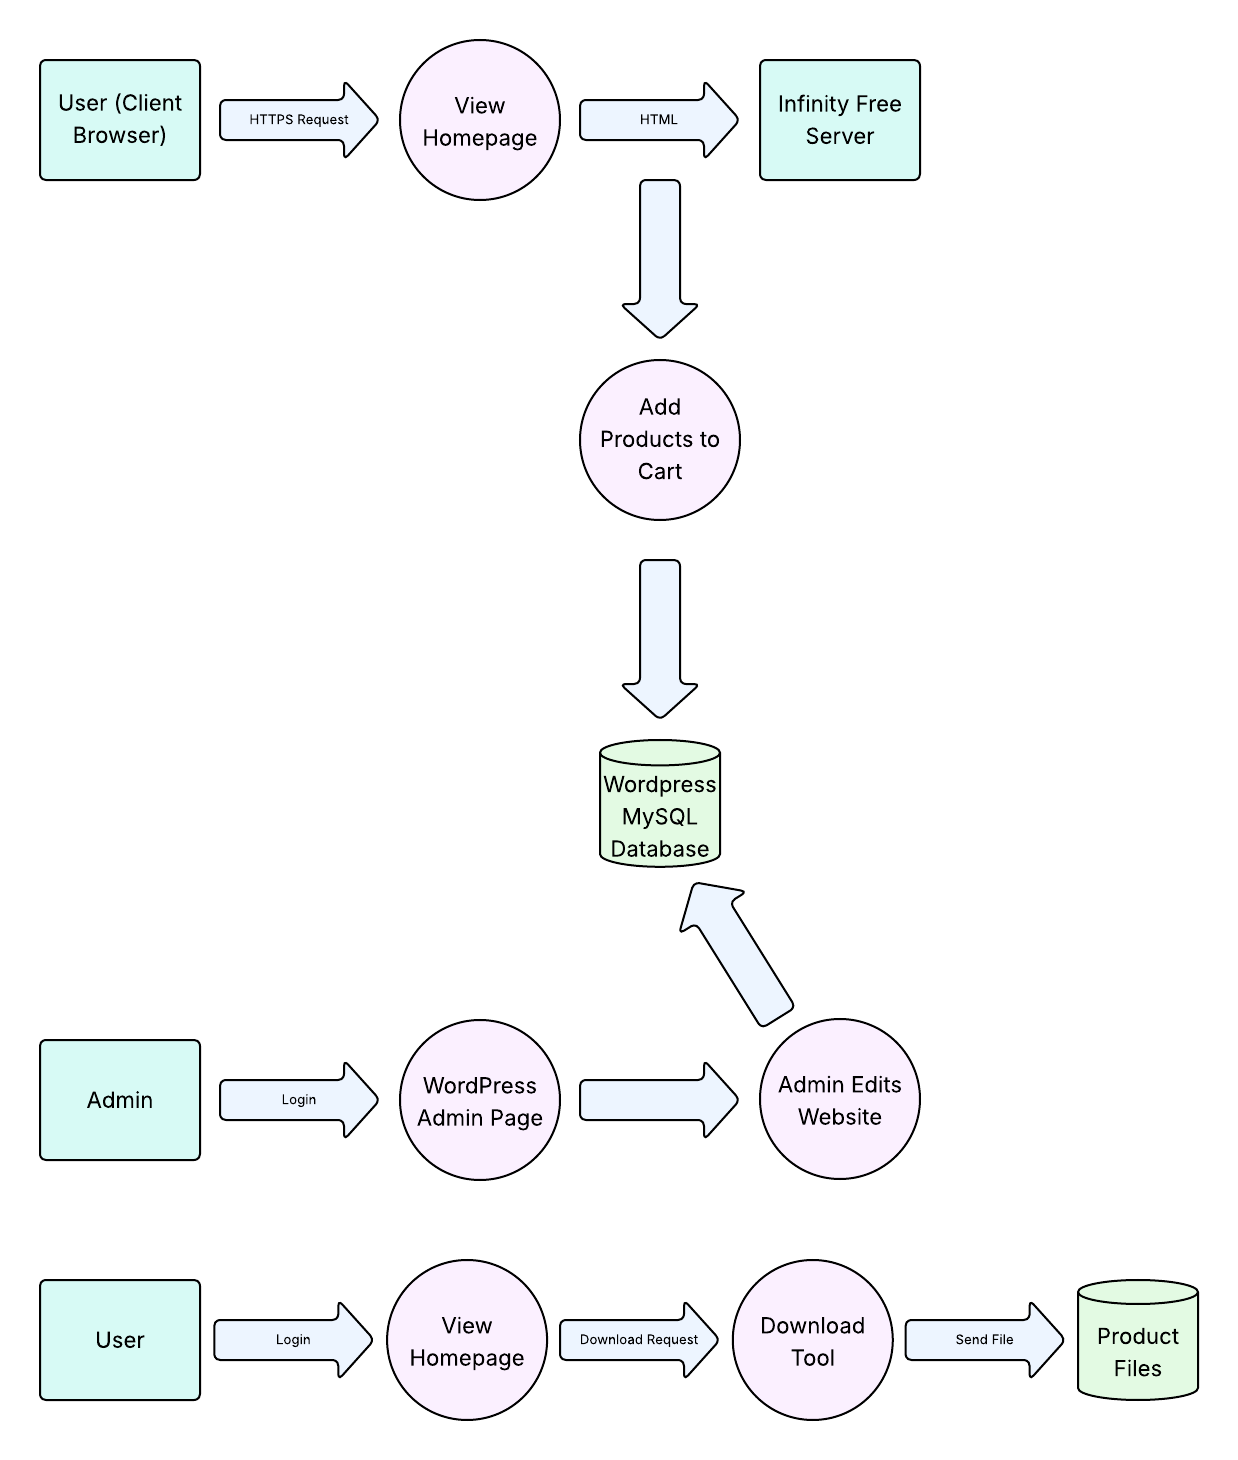 User (Client
Browser)
HTTPS Request
View
Homepage
HTML
Infinity Free
Server
Add
Products to
Cart
Wordpress
MySQL
Database
Admin
Login
WordPress
Admin Page
Admin Edits
Website
User
Login
View
Homepage
Download Request
Download
Tool
Send File
Product
Files